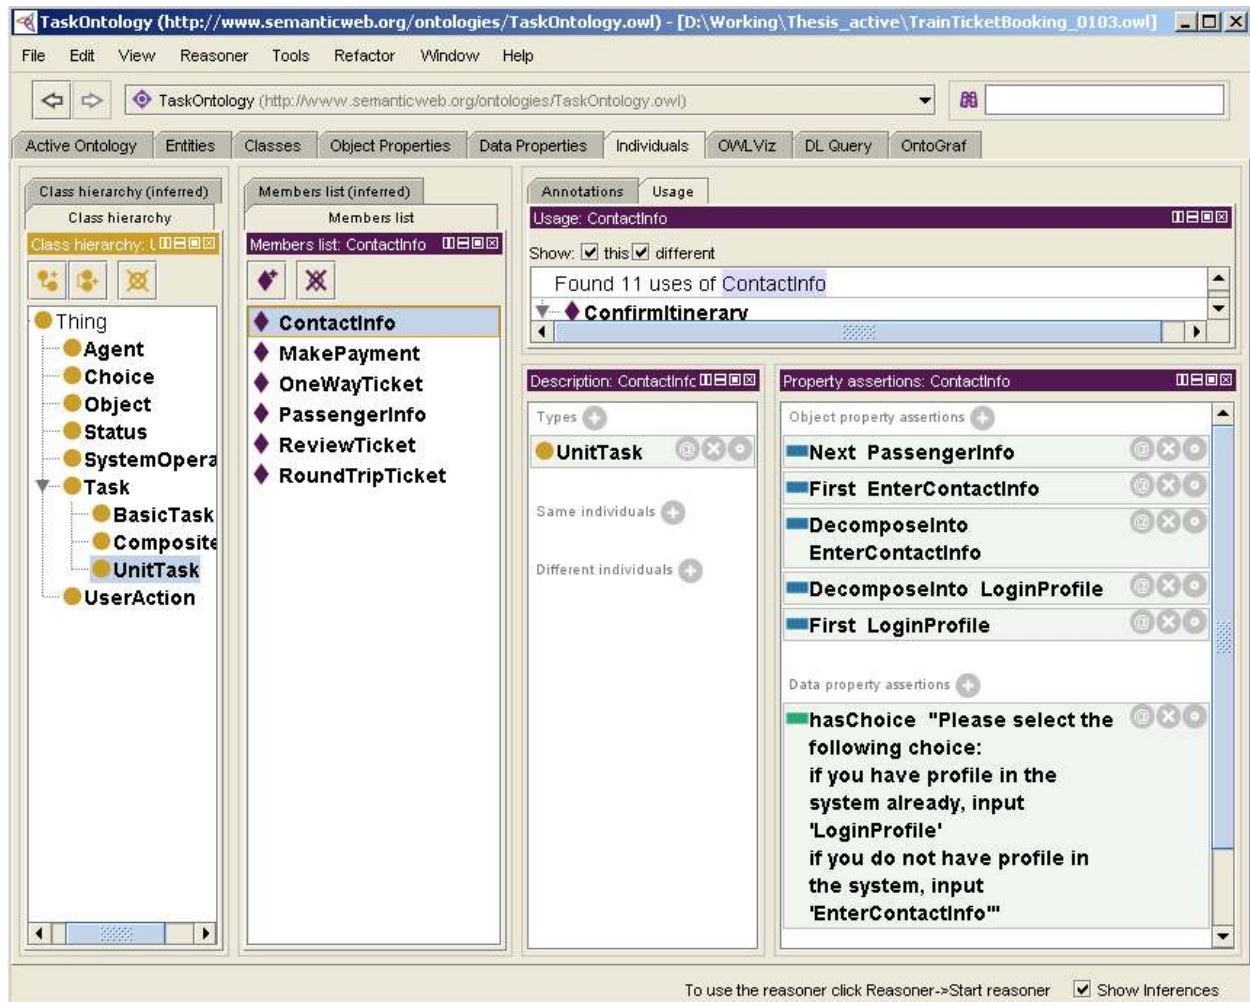 TaskOntology (http://www.semanticweb.org/ontologies/TaskOntology.owl) - [D:\Working\Thesis_active\TrainTicketBooking_0103.owl]
File Edit View Reasoner Tools Refactor Window Help
TaskOntology (http://www.semanticweb.org/ontologies/TaskOntology.owl)
Active Ontology Entities Classes Object Properties Data Properties Individuals OWLViz DL Query OntoGraf
Class hierarchy (inferred)
Class hierarchy
Class hierarchy:
Thing
Agent
Choice
Object
Status
SystemOpera
Task
BasicTask
Composite
UnitTask
UserAction
Members list (inferred)
Members list
Members list: ContactInfo
ContactInfo
MakePayment
OneWayTicket
PassengerInfo
ReviewTicket
RoundTripTicket
Annotations Usage
Usage: ContactInfo
Show: this different
Found 11 uses of ContactInfo
ConfirmItinerary
Description: ContactInfo
Types
UnitTask
Same individuals
Different individuals
Property assertions: ContactInfo
Object property assertions
Next PassengerInfo
First EnterContactInfo
DecomposeInto
EnterContactInfo
DecomposeInto LoginProfile
First LoginProfile
Data property assertions
hasChoice "Please select the
following choice:
if you have profile in the
system already, input
'LoginProfile'
if you do not have profile in
the system, input
'EnterContactInfo'"
To use the reasoner click Reasoner->Start reasoner Show Inferences